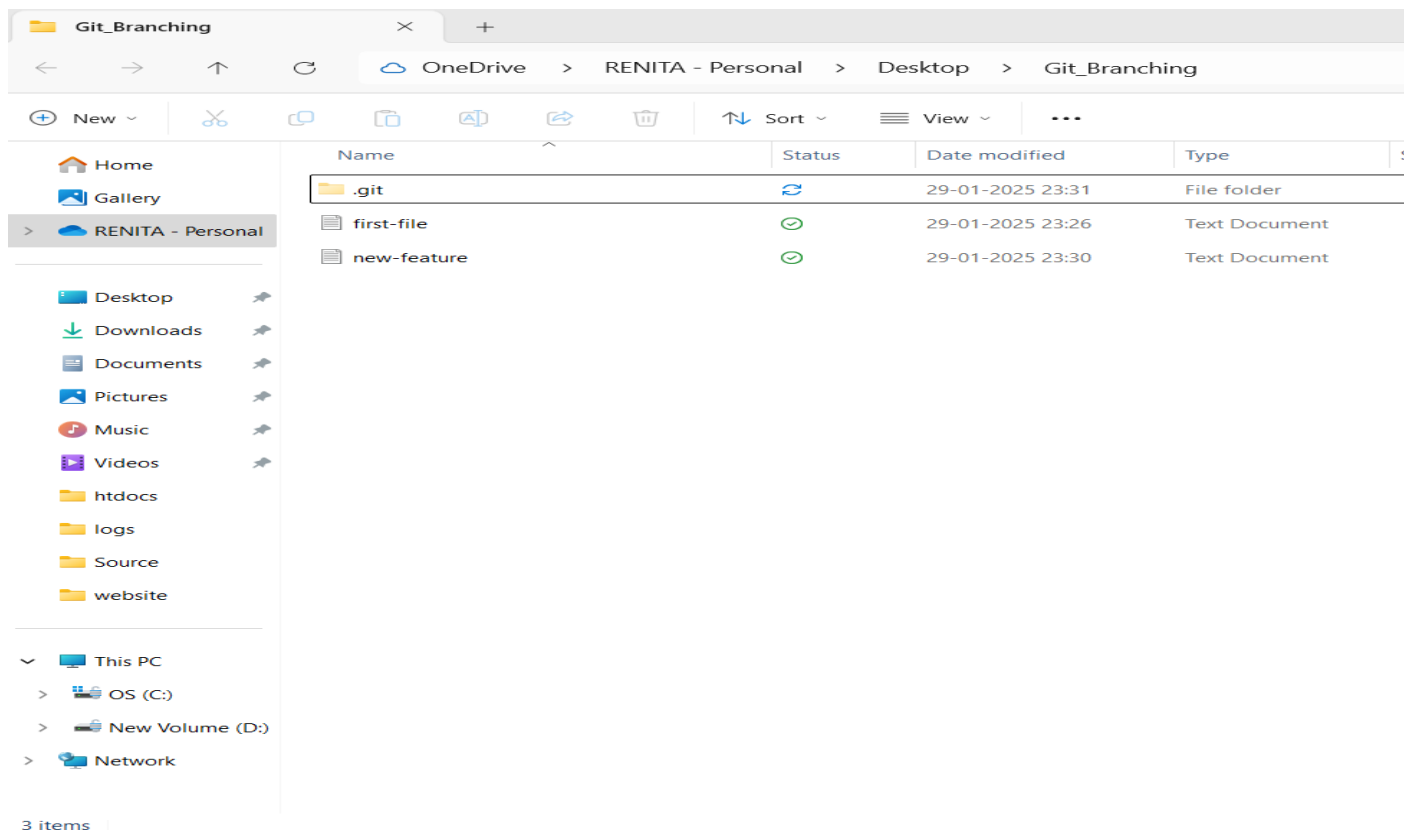 Git_Branching
OneDrive > RENITA - Personal > Desktop > Git_Branching
New Sort View
Name Status Date modified Type
.git 29-01-2025 23:31 File folder
first-file 29-01-2025 23:26 Text Document
new-feature 29-01-2025 23:30 Text Document
Home
Gallery
RENITA - Personal
Desktop
Downloads
Documents
Pictures
Music
Videos
htdocs
logs
Source
website
This PC
OS (C:)
New Volume (D:)
Network
3 items